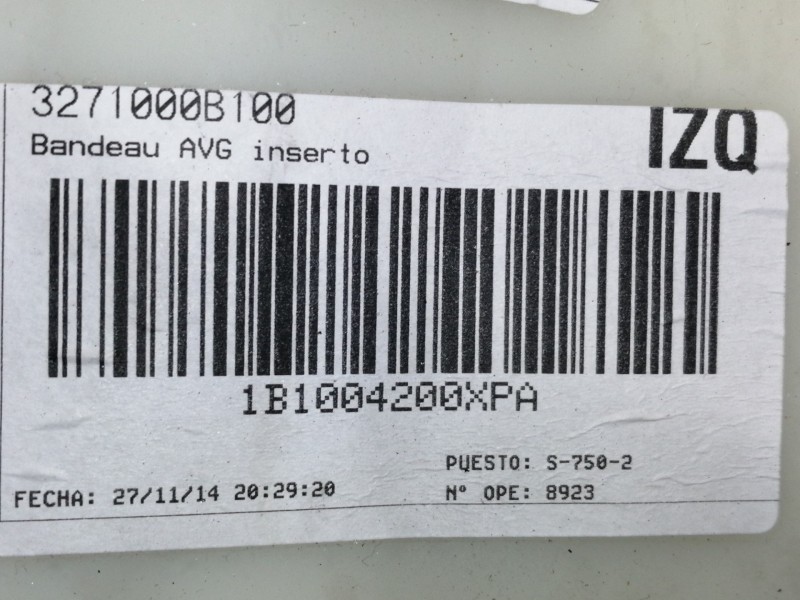 3271000B100
IZQ
Bandeau AVG inserto
1B1004200XPA
PUESTO: S-750-2
FECHA: 27/11/14 20:29:20
Nº OPE: 8923